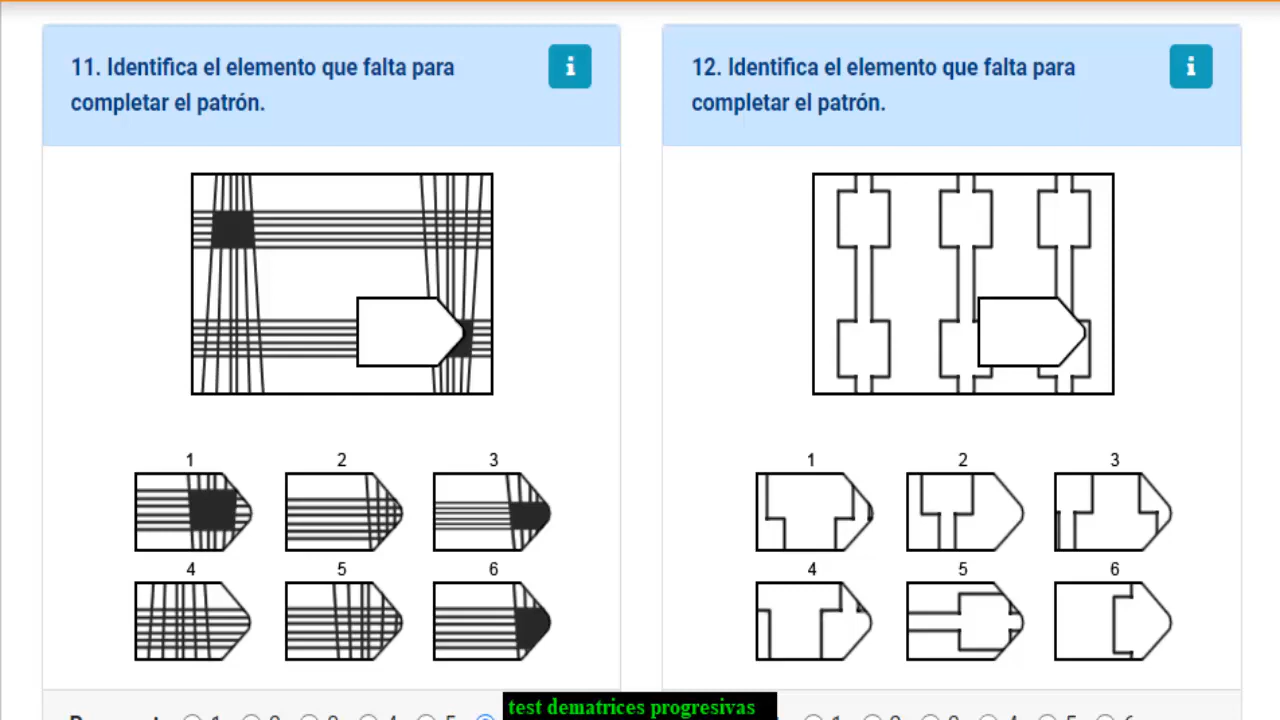 11. Identifica el elemento que falta para
completar el patrón.
i
12. Identifica el elemento que falta para
completar el patrón.
i
1 2 3
4 5 6
1 2 3
4 5 6
test dematrices progresivas